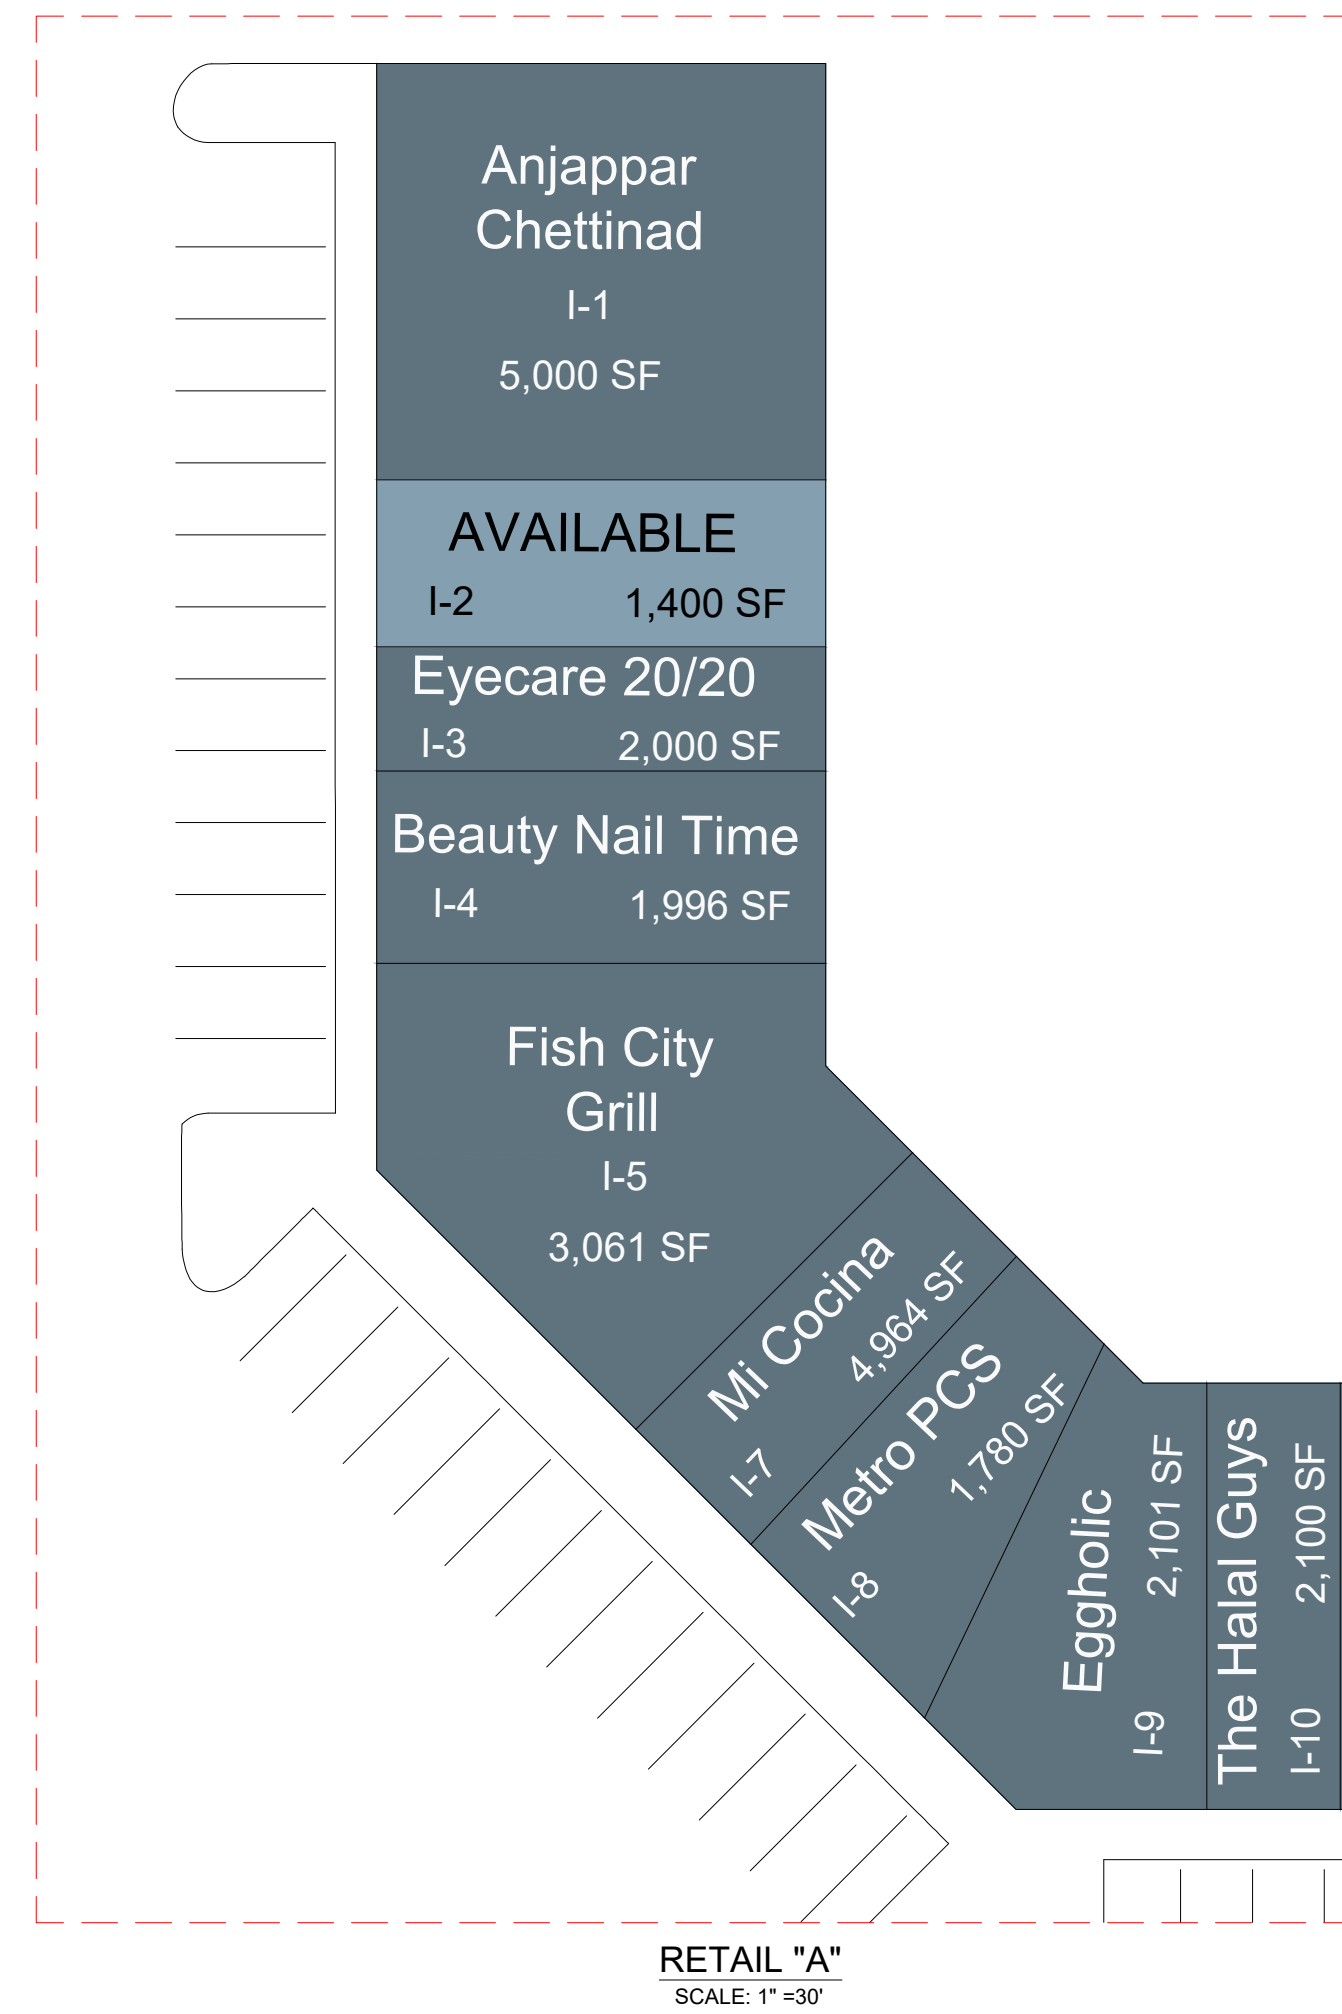 Anjappar
Chettinad
I-1
5,000 SF
AVAILABLE
I-2 1,400 SF
Eyecare 20/20
I-3 2,000 SF
Beauty Nail Time
I-4 1,996 SF
Fish City
Grill
I-5
3,061 SF
Mi Cocina
4,964 SF
I-7
Metro PCS
1,780 SF
I-8
Eggholic
2,101 SF
I-9
The Halal Guys
2,100 SF
I-10
RETAIL "A"
SCALE: 1" =30'